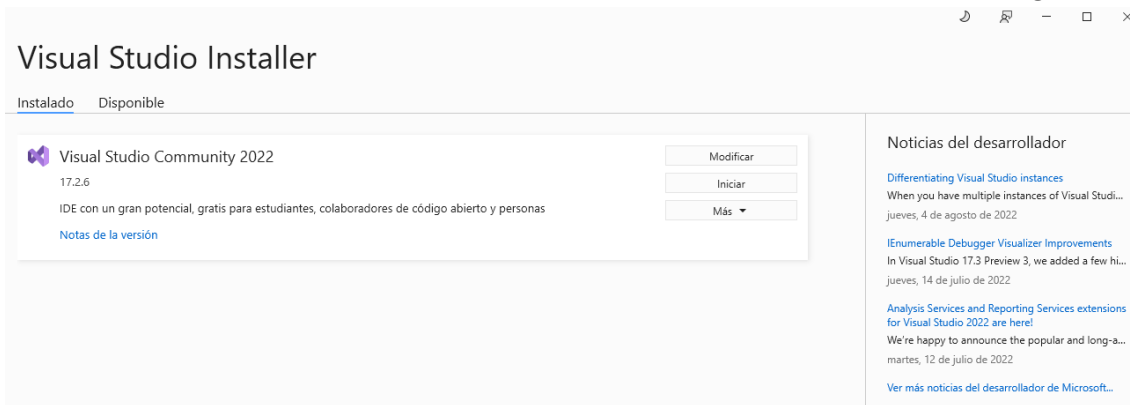 Visual Studio Installer
Instalado Disponible
Visual Studio Community 2022
17.2.6
IDE con un gran potencial, gratis para estudiantes, colaboradores de código abierto y personas
Notas de la versión
Modificar
Iniciar
Más
Noticias del desarrollador
Differentiating Visual Studio instances
When you have multiple instances of Visual Studi...
jueves, 4 de agosto de 2022
IEnumerable Debugger Visualizer Improvements
In Visual Studio 17.3 Preview 3, we added a few hi...
jueves, 14 de julio de 2022
Analysis Services and Reporting Services extensions
for Visual Studio 2022 are here!
We're happy to announce the popular and long-a...
martes, 12 de julio de 2022
Ver más noticias del desarrollador de Microsoft...